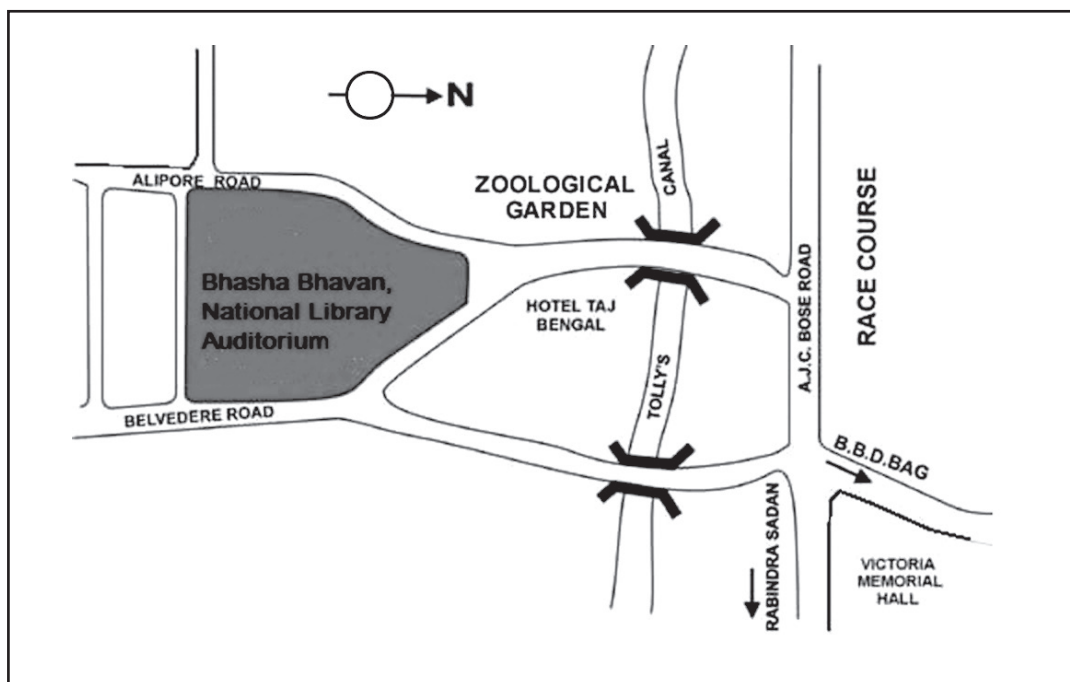 N
ALIPORE ROAD
ZOOLOGICAL
GARDEN
CANAL
Bhasha Bhavan,
National Library
Auditorium
HOTEL TAJ
BENGAL
A.J.C. BOSE ROAD
RACE COURSE
TOLLY'S
BELVEDERE ROAD
B.B.D.BAG
RABINDRA SADAN
VICTORIA
MEMORIAL
HALL